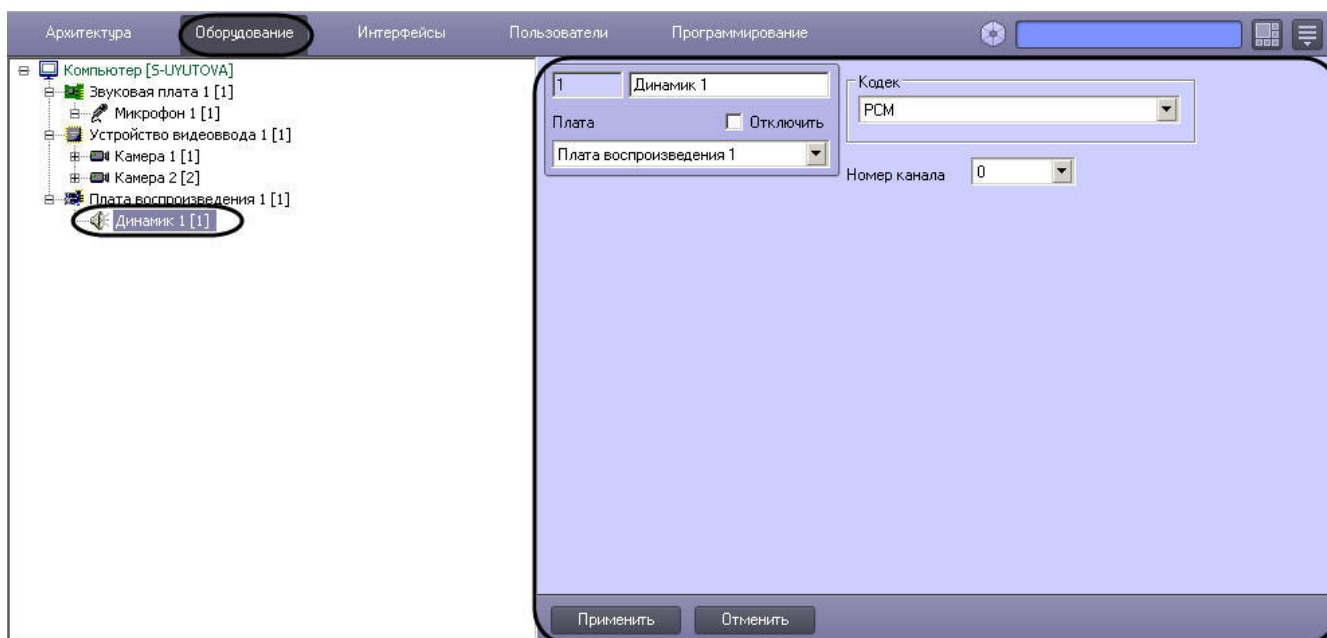 Архитектура Оборудование Интерфейсы Пользователи Программирование
Компьютер [S-UYUTOVA]
Звуковая плата 1 [1]
Микрофон 1 [1]
Устройство видеоввода 1 [1]
Камера 1 [1]
Камера 2 [2]
Плата воспроизведения 1 [1]
Динамик 1 [1]
1 Динамик 1
Плата Отключить
Плата воспроизведения 1
Кодек
PCM
Номер канала 0
Применить Отменить